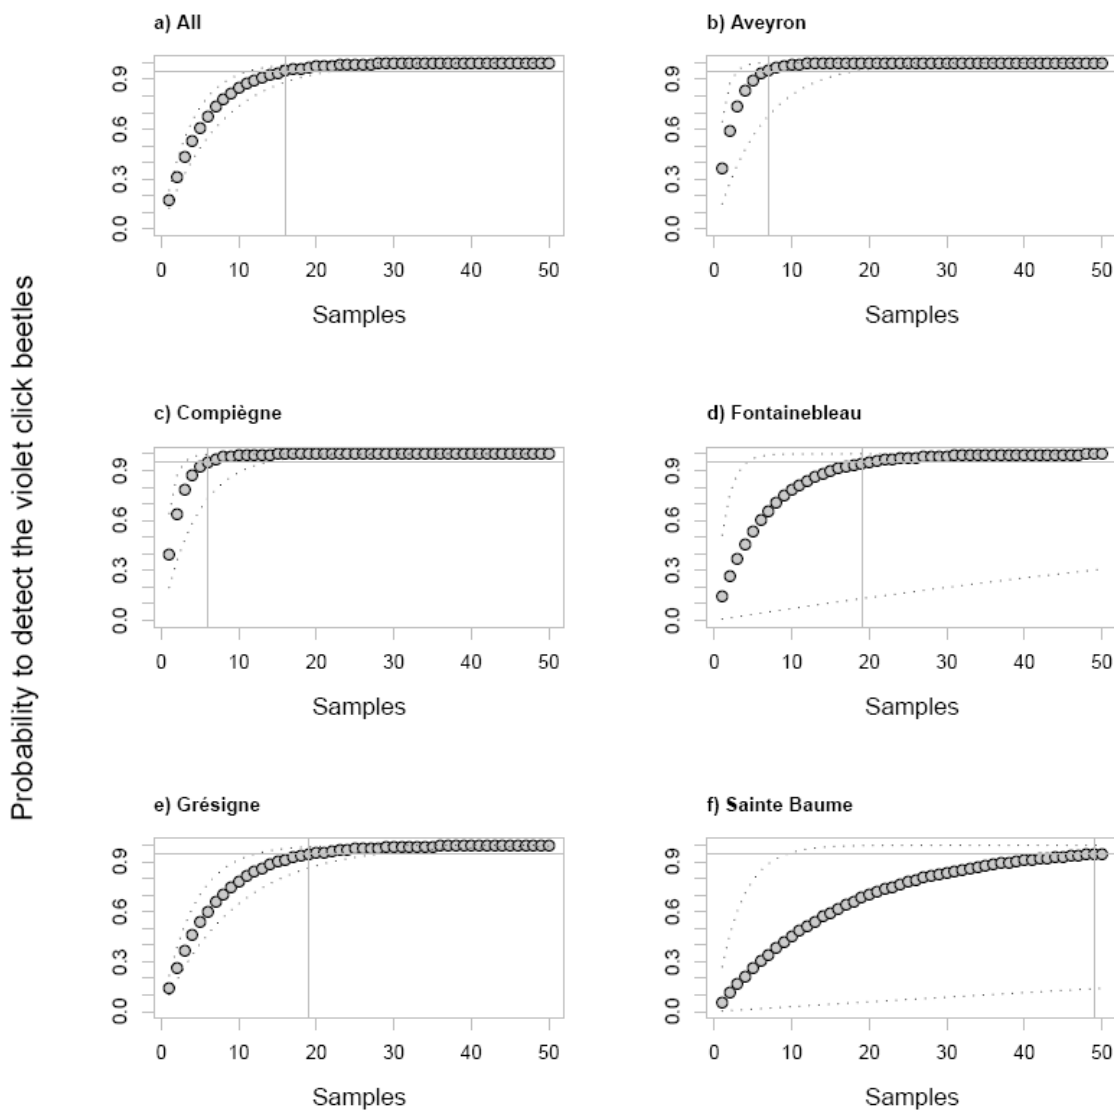 Probability to detect the violet click beetles
a) All
0.0 0.3 0.6 0.9
0 10 20 30 40 50
Samples
b) Aveyron
0.0 0.3 0.6 0.9
0 10 20 30 40 50
Samples
c) Compiègne
0.0 0.3 0.6 0.9
0 10 20 30 40 50
Samples
d) Fontainebleau
0.0 0.3 0.6 0.9
0 10 20 30 40 50
Samples
e) Grésigne
0.0 0.3 0.6 0.9
0 10 20 30 40 50
Samples
f) Sainte Baume
0.0 0.3 0.6 0.9
0 10 20 30 40 50
Samples